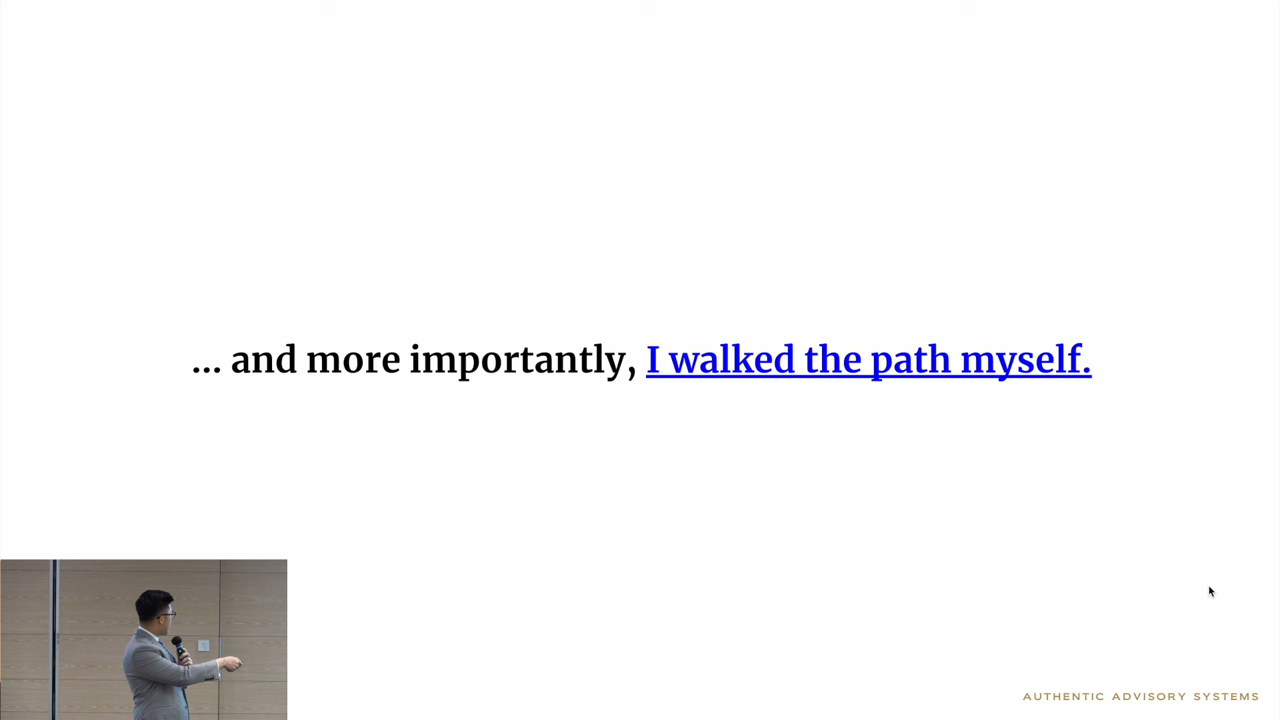 ... and more importantly, I walked the path myself.
AUTHENTIC ADVISORY SYSTEMS